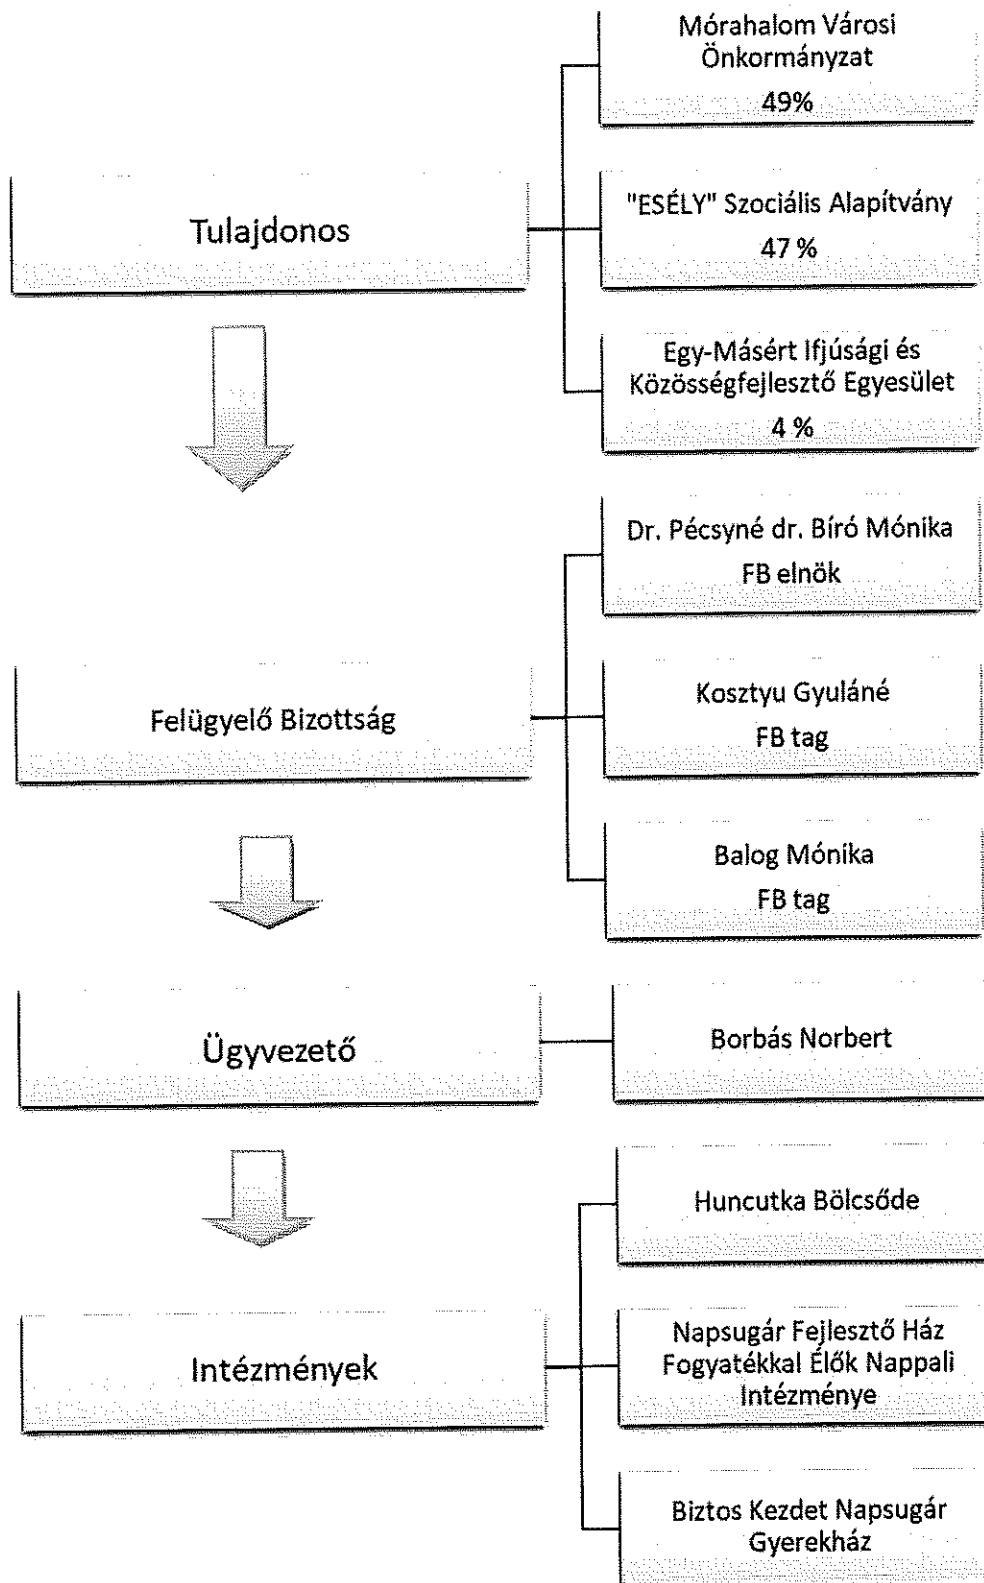 Tulajdonos
Mórahalom Városi
Önkormányzat
49%
"ESÉLY" Szociális Alapítvány
47 %
Egy-Másért Ifjúsági és
Közösségfejlesztő Egyesület
4 %
Felügyelő Bizottság
Dr. Pécsyné dr. Bíró Mónika
FB elnök
Kosztyu Gyuláné
FB tag
Balog Mónika
FB tag
Ügyvezető
Borbás Norbert
Intézmények
Huncutka Bölcsőde
Napsugár Fejlesztő Ház
Fogyatékkal Élők Nappali
Intézménye
Biztos Kezdet Napsugár
Gyerekház